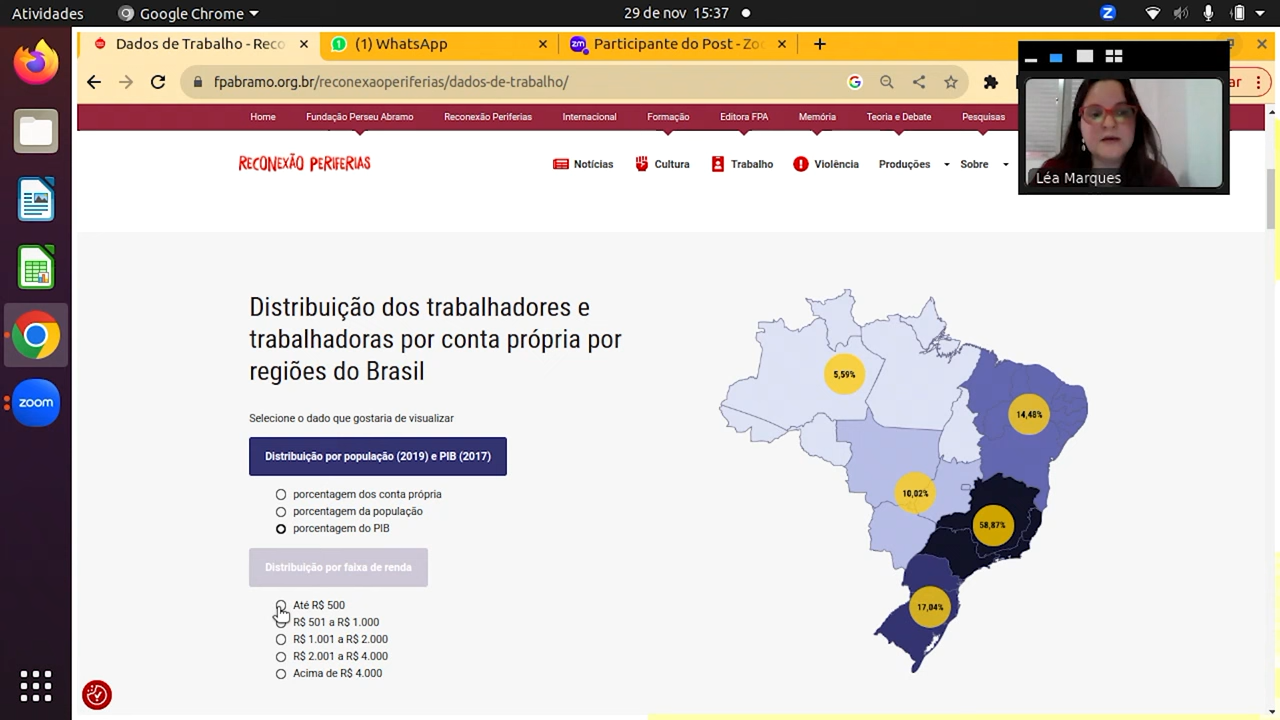 Atividades
Google Chrome
29 de nov 15:37
Z
Dados de Trabalho - Reco
(1) WhatsApp
zm
Participante do Post - Zoo
fpabramo.org.br/reconexaoperiferias/dados-de-trabalho/
Home
Fundação Perseu Abramo
Reconexão Periferias
Internacional
Formação
Editora FPA
Memória
Teoria e Debate
Pesquisas
RECONEXÃO PERIFERIAS
Notícias
Cultura
Trabalho
Violência
Produções
Sobre
Léa Marques
Distribuição dos trabalhadores e
trabalhadoras por conta própria por
regiões do Brasil
Selecione o dado que gostaria de visualizar
Distribuição por população (2019) e PIB (2017)
porcentagem dos conta própria
porcentagem da população
porcentagem do PIB
Distribuição por faixa de renda
Até R$ 500
R$ 501 a R$ 1.000
R$ 1.001 a R$ 2.000
R$ 2.001 a R$ 4.000
Acima de R$ 4.000
5,59%
14,48%
10,02%
58,87%
17,04%
zoom